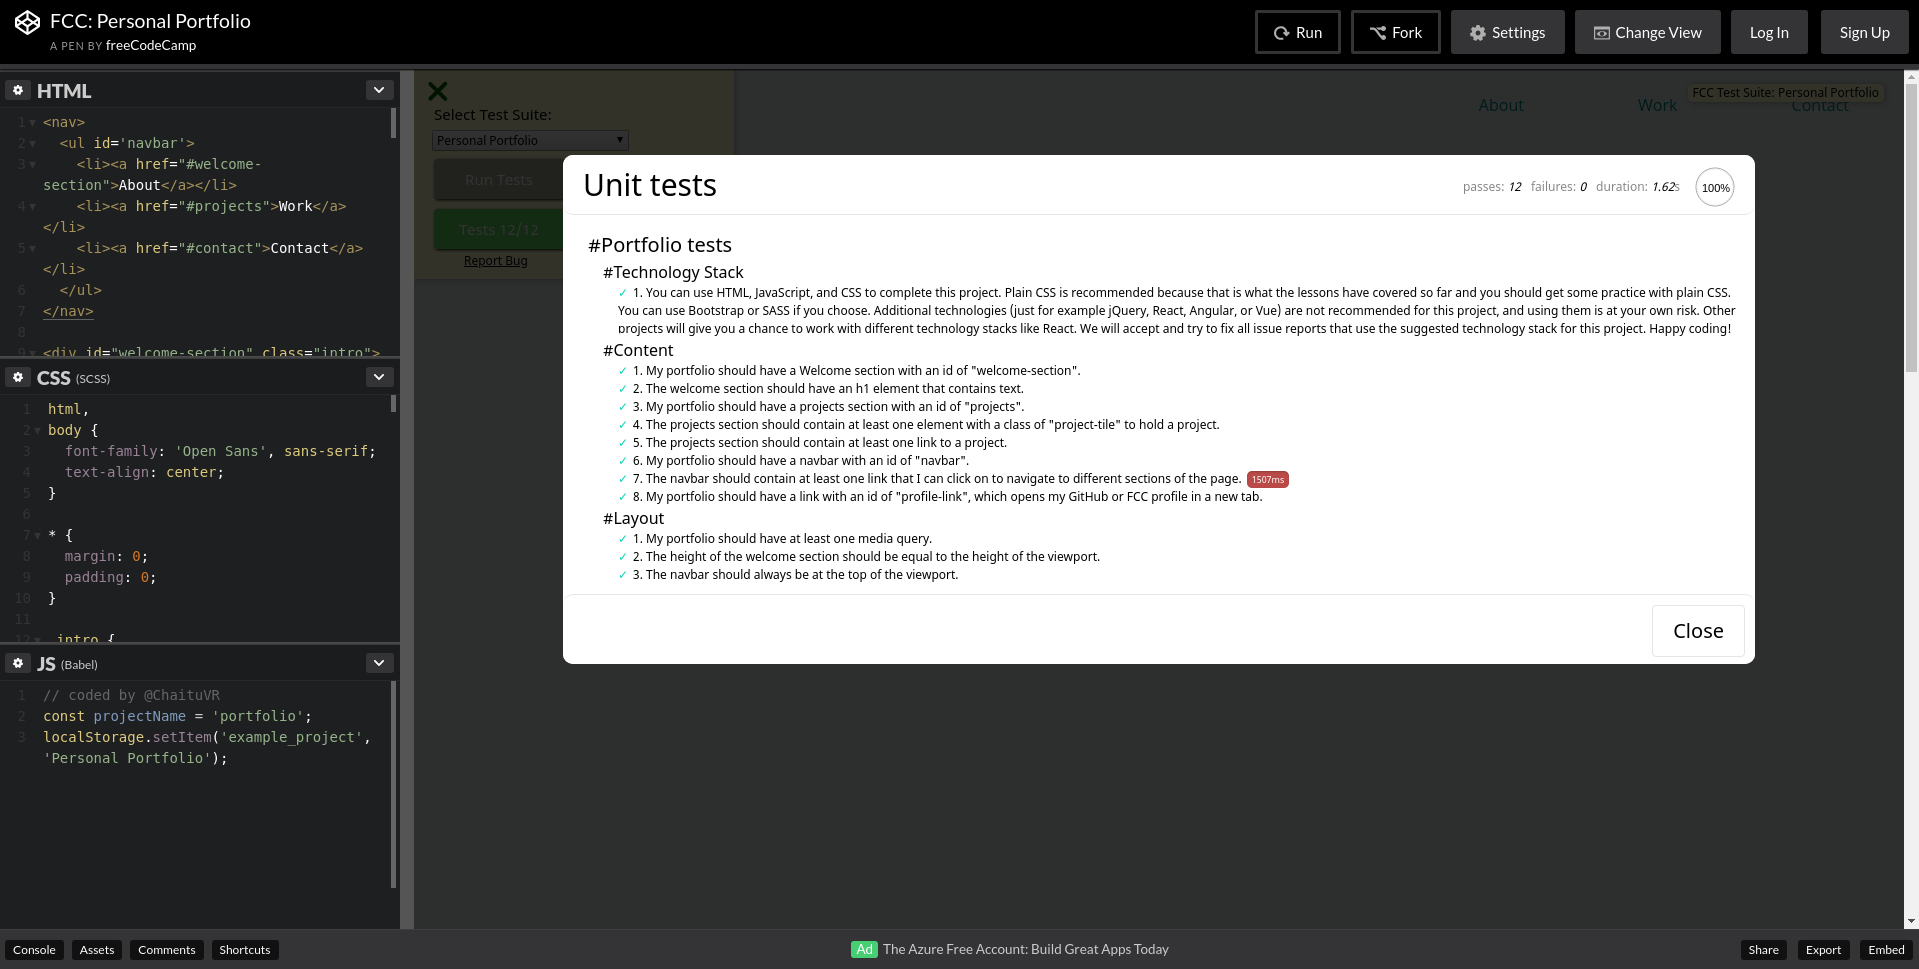 FCC: Personal Portfolio
A PEN BY freeCodeCamp
Run
Fork
Settings
Change View
Log In
Sign Up
HTML
1 <nav>
2 <ul id='navbar'>
3 <li><a href="#welcome-
section">About</a></li>
4 <li><a href="#projects">Work</a>
</li>
5 <li><a href="#contact">Contact</a>
</li>
6 </ul>
7 </nav>
8
9 <div id="welcome-section" class="intro">
CSS (SCSS)
1 html,
2 body {
3 font-family: 'Open Sans', sans-serif;
4 text-align: center;
5 }
6
7 * {
8 margin: 0;
9 padding: 0;
10 }
11
12 .intro {
JS (Babel)
1 // coded by @ChaituVR
2 const projectName = 'portfolio';
3 localStorage.setItem('example_project',
'Personal Portfolio');
Select Test Suite:
Personal Portfolio
Run Tests
Tests 12/12
Report Bug
About
Work
Contact
FCC Test Suite: Personal Portfolio
Unit tests
passes: 12 failures: 0 duration: 1.62s 100%
#Portfolio tests
#Technology Stack
✓ 1. You can use HTML, JavaScript, and CSS to complete this project. Plain CSS is recommended because that is what the lessons have covered so far and you should get some practice with plain CSS.
You can use Bootstrap or SASS if you choose. Additional technologies (just for example jQuery, React, Angular, or Vue) are not recommended for this project, and using them is at your own risk. Other
projects will give you a chance to work with different technology stacks like React. We will accept and try to fix all issue reports that use the suggested technology stack for this project. Happy coding!
#Content
✓ 1. My portfolio should have a Welcome section with an id of "welcome-section".
✓ 2. The welcome section should have an h1 element that contains text.
✓ 3. My portfolio should have a projects section with an id of "projects".
✓ 4. The projects section should contain at least one element with a class of "project-tile" to hold a project.
✓ 5. The projects section should contain at least one link to a project.
✓ 6. My portfolio should have a navbar with an id of "navbar".
✓ 7. The navbar should contain at least one link that I can click on to navigate to different sections of the page. 1507ms
✓ 8. My portfolio should have a link with an id of "profile-link", which opens my GitHub or FCC profile in a new tab.
#Layout
✓ 1. My portfolio should have at least one media query.
✓ 2. The height of the welcome section should be equal to the height of the viewport.
✓ 3. The navbar should always be at the top of the viewport.
Close
Console
Assets
Comments
Shortcuts
Ad The Azure Free Account: Build Great Apps Today
Share
Export
Embed